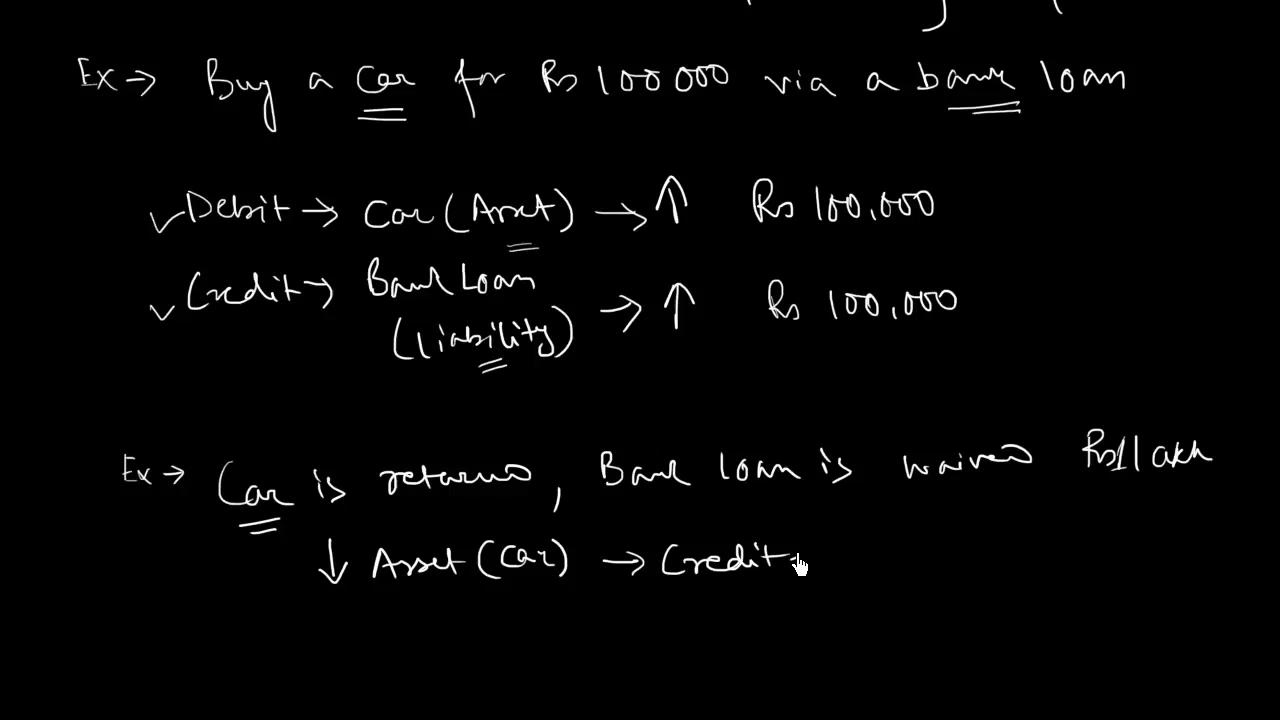 Ex → Buy a Car for Rs 100000 via a bank loan
✓ Debit → Car (Asset) → ↑ Rs 100,000
✓ Credit → Bank Loan
(liability) → ↑ Rs 100,000
Ex → Car is returned, Bank loan is waived Rs 1 lakh
↓ Asset (Car) → Credit